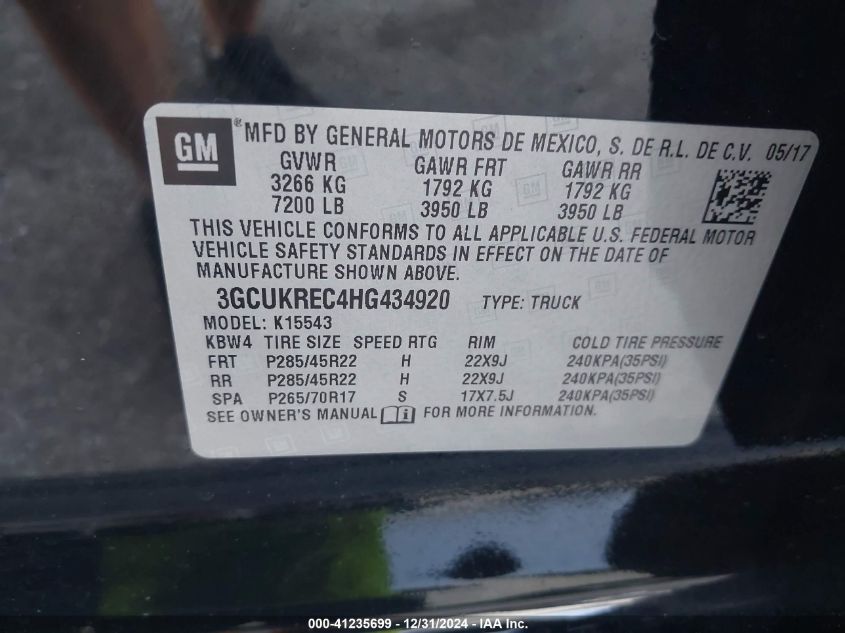 GM ® MFD BY GENERAL MOTORS DE MEXICO, S. DE R.L. DE C.V. 05/17
GVWR GAWR FRT GAWR RR
3266 KG 1792 KG 1792 KG
7200 LB 3950 LB 3950 LB
THIS VEHICLE CONFORMS TO ALL APPLICABLE U.S. FEDERAL MOTOR
VEHICLE SAFETY STANDARDS IN EFFECT ON THE DATE OF
MANUFACTURE SHOWN ABOVE.
3GCUKREC4HG434920 TYPE: TRUCK
MODEL: K15543
KBW4 TIRE SIZE SPEED RTG RIM COLD TIRE PRESSURE
FRT P285/45R22 H 22X9J 240KPA(35PSI)
RR P285/45R22 H 22X9J 240KPA(35PSI)
SPA P265/70R17 S 17X7.5J 240KPA(35PSI)
SEE OWNER'S MANUAL FOR MORE INFORMATION.
000-41235699 - 12/31/2024 - IAA Inc.